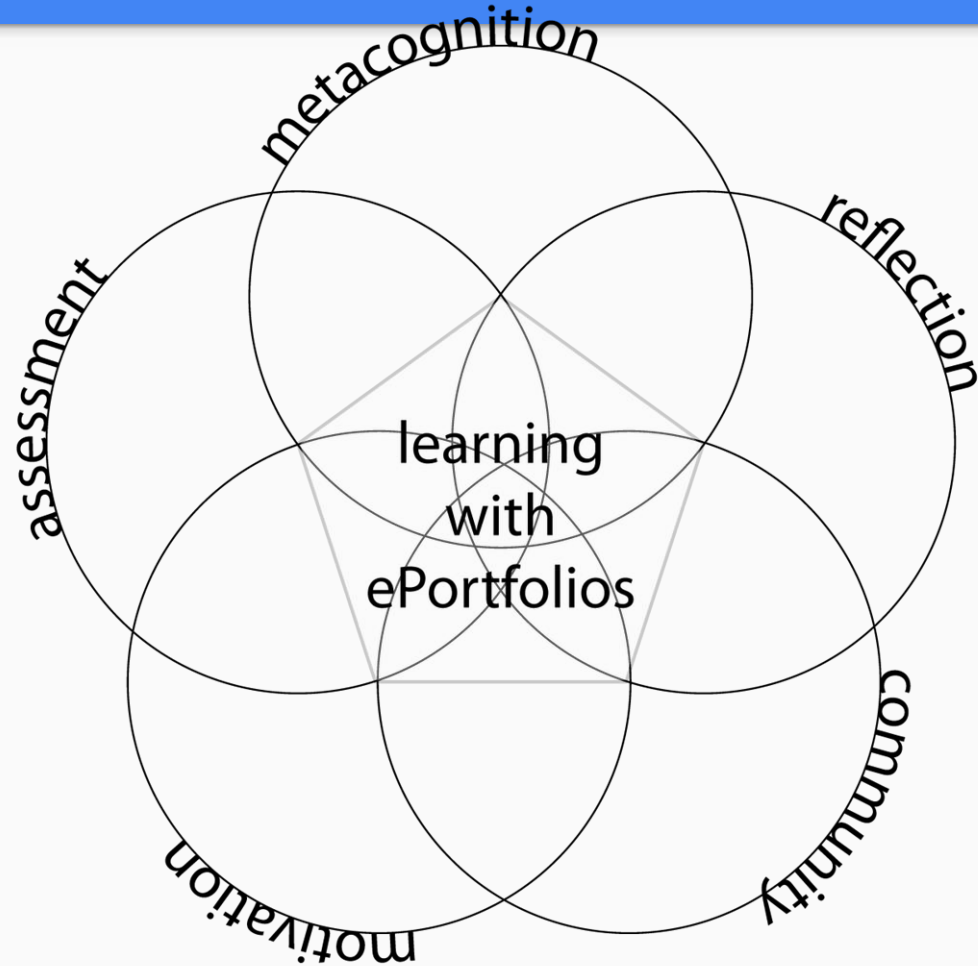 metacognition
reflection
assessment
learning
with
ePortfolios
community
motivation